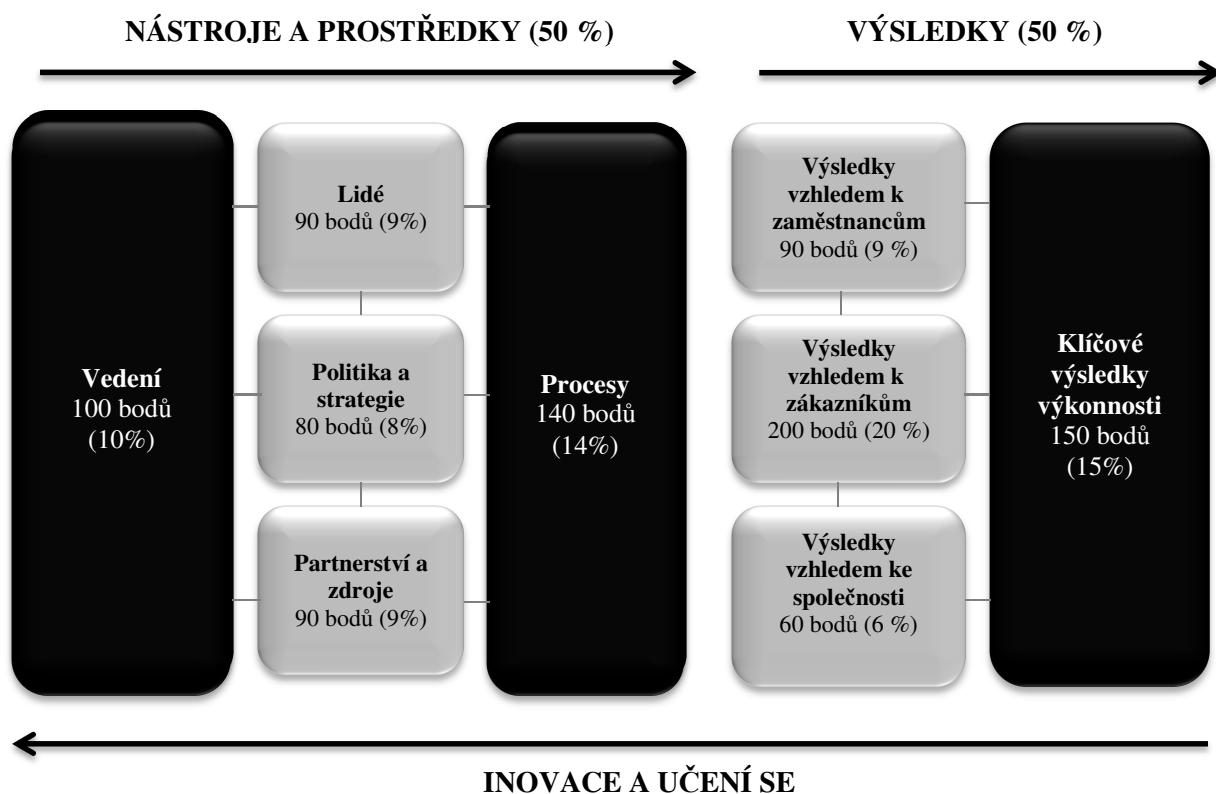 NÁSTROJE A PROSTŘEDKY (50 %)
VÝSLEDKY (50 %)
Vedení
100 bodů
(10%)
Lidé
90 bodů (9%)
Politika a
strategie
80 bodů (8%)
Partnerství a
zdroje
90 bodů (9%)
Procesy
140 bodů
(14%)
Výsledky
vzhledem k
zaměstnancům
90 bodů (9 %)
Výsledky
vzhledem k
zákazníkům
200 bodů (20 %)
Výsledky
vzhledem ke
společnosti
60 bodů (6 %)
Klíčové
výsledky
výkonnosti
150 bodů
(15%)
INOVACE A UČENÍ SE